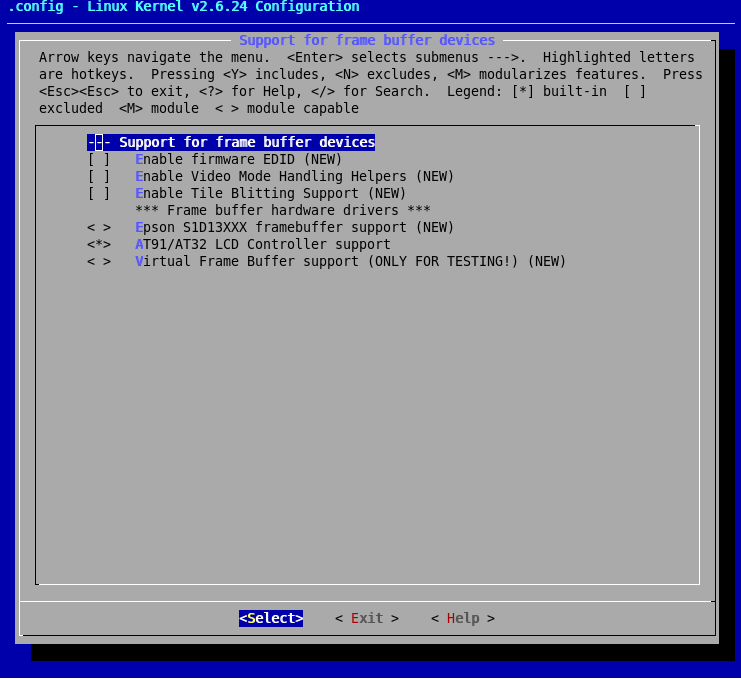 .config - Linux Kernel v2.6.24 Configuration
Support for frame buffer devices
Arrow keys navigate the menu.  <Enter> selects submenus --->.  Highlighted letters
are hotkeys.  Pressing <Y> includes, <N> excludes, <M> modularizes features.  Press
<Esc><Esc> to exit, <?> for Help, </> for Search.  Legend: [*] built-in  [ ]
excluded  <M> module  < > module capable
--- Support for frame buffer devices
[ ]   Enable firmware EDID (NEW)
[ ]   Enable Video Mode Handling Helpers (NEW)
[ ]   Enable Tile Blitting Support (NEW)
*** Frame buffer hardware drivers ***
< >   Epson S1D13XXX framebuffer support (NEW)
<*>   AT91/AT32 LCD Controller support
< >   Virtual Frame Buffer support (ONLY FOR TESTING!) (NEW)
<Select>    < Exit >    < Help >